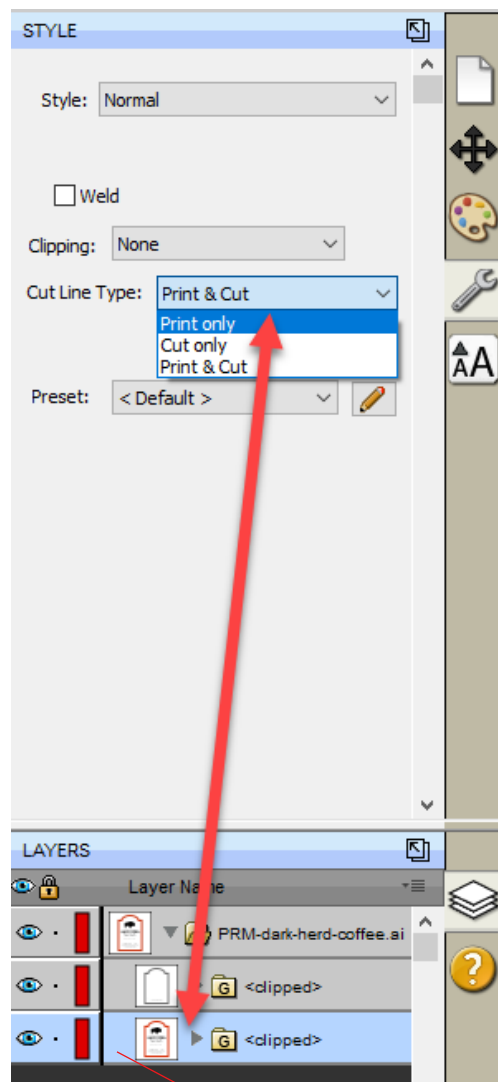 STYLE
Style: Normal
Weld
Clipping: None
Cut Line Type: Print & Cut
Print only
Cut only
Print & Cut
Preset: < Default >
AA
LAYERS
Layer Name
PRM-dark-herd-coffee.ai
G <clipped>
G <clipped>
?